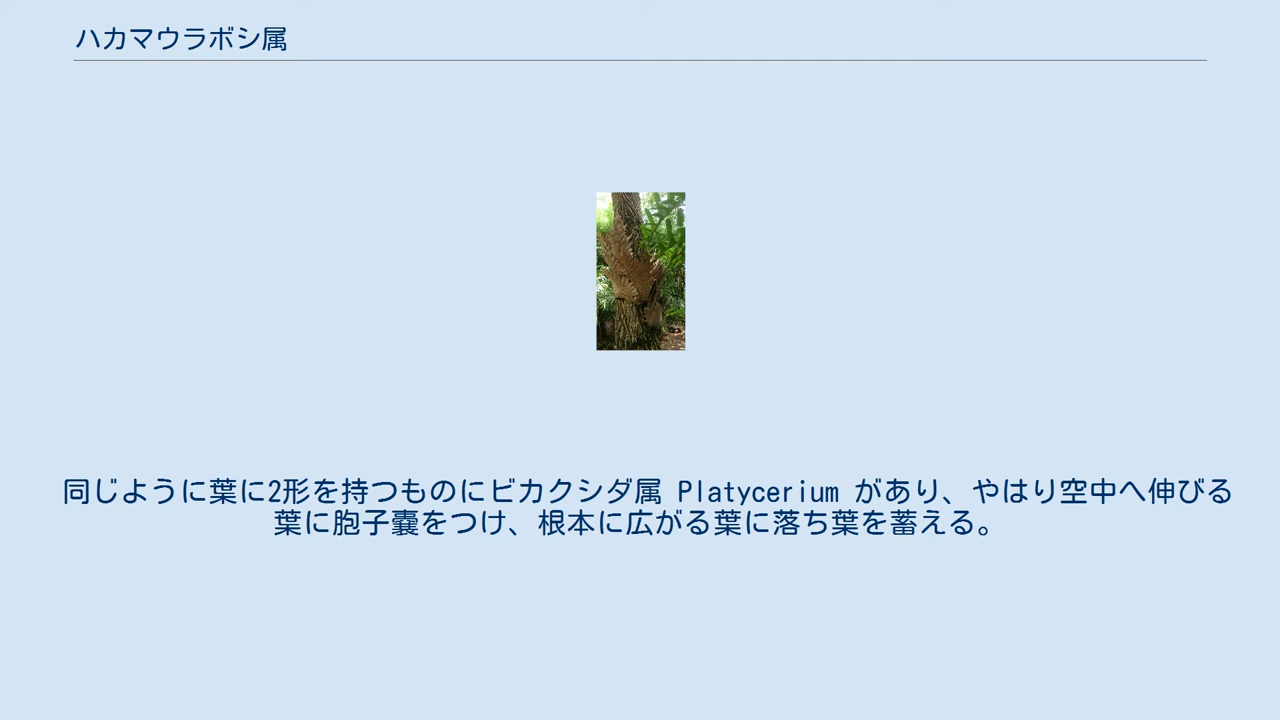 ハカマウラボシ属
同じように葉に2形を持つものにビカクシダ属 Platycerium があり、やはり空中へ伸びる
葉に胞子嚢をつけ、根本に広がる葉に落ち葉を蓄える。